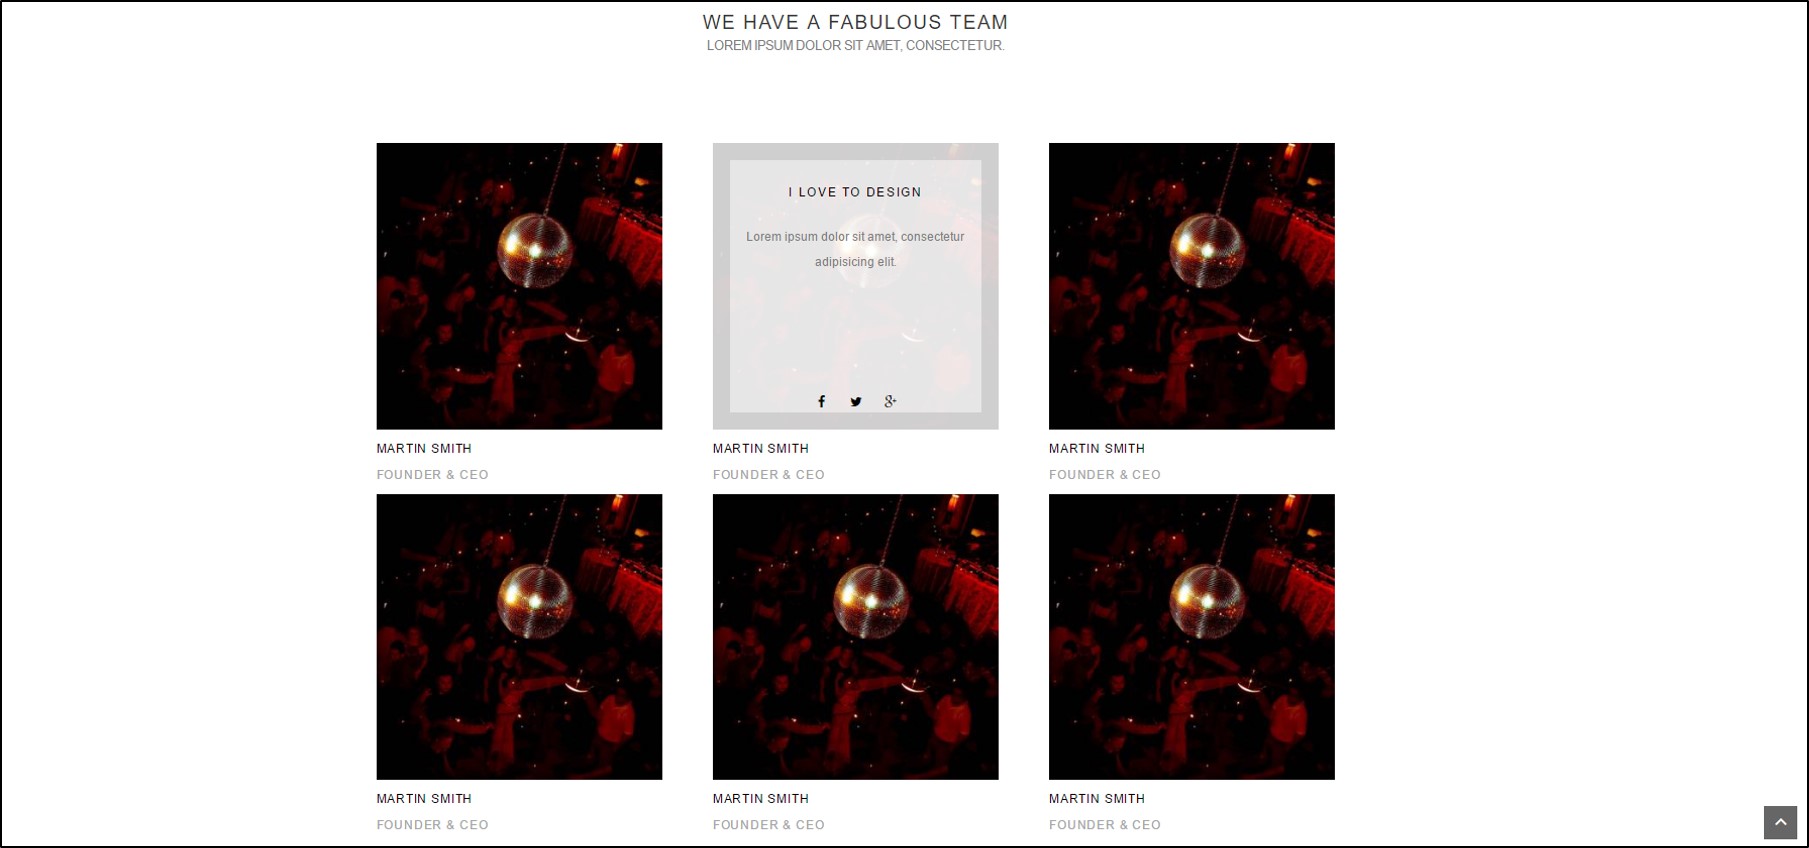 WE HAVE A FABULOUS TEAM
LOREM IPSUM DOLOR SIT AMET, CONSECTETUR.
I LOVE TO DESIGN
Lorem ipsum dolor sit amet, consectetur
adipisicing elit.
MARTIN SMITH
FOUNDER & CEO
MARTIN SMITH
FOUNDER & CEO
MARTIN SMITH
FOUNDER & CEO
MARTIN SMITH
FOUNDER & CEO
MARTIN SMITH
FOUNDER & CEO
MARTIN SMITH
FOUNDER & CEO